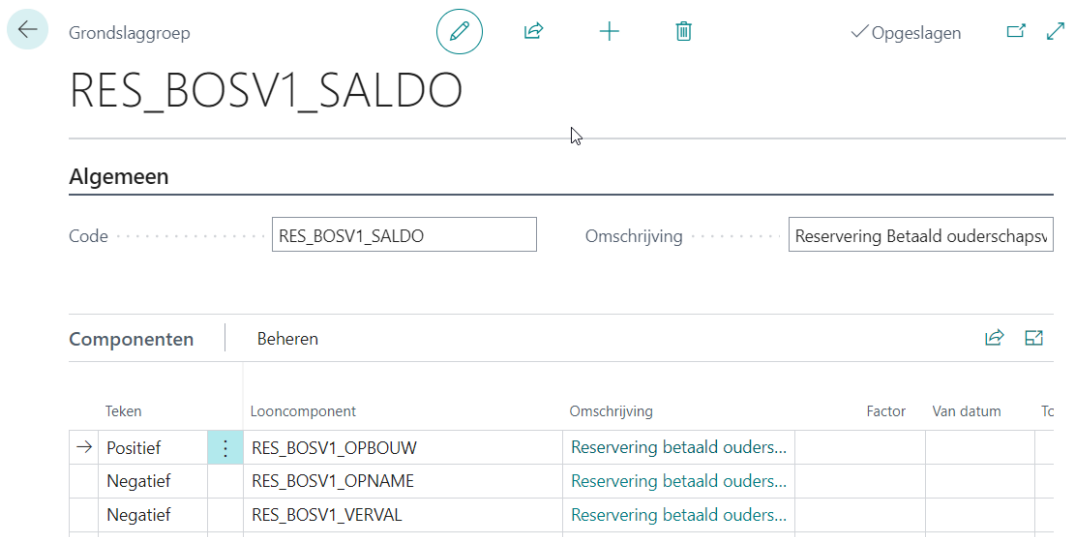 Grondslaggroep
Opgeslagen
RES_BOSV1_SALDO
Algemeen
Code RES_BOSV1_SALDO Omschrijving Reservering Betaald ouderschapsv
Componenten Beheren
Teken Looncomponent Omschrijving Factor Van datum To
Positief RES_BOSV1_OPBOUW Reservering betaald ouders...
Negatief RES_BOSV1_OPNAME Reservering betaald ouders...
Negatief RES_BOSV1_VERVAL Reservering betaald ouders...